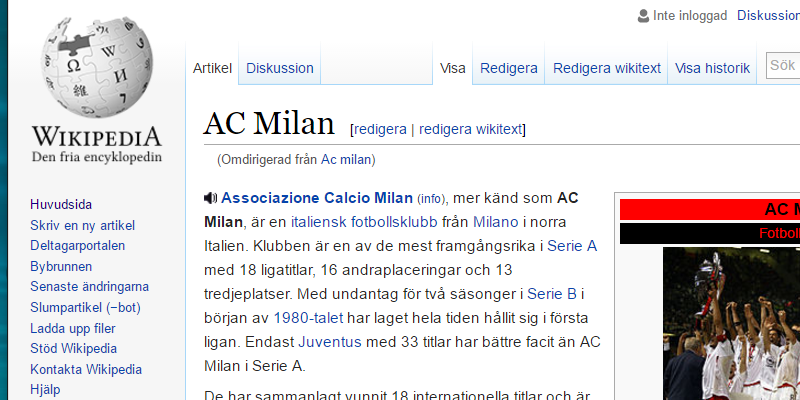 Inte inloggad Diskussion
Artikel Diskussion Visa Redigera Redigera wikitext Visa historik Sök
WIKIPEDIA
Den fria encyklopedin
AC Milan [redigera | redigera wikitext]
(Omdirigerad från Ac milan)
Huvudsida
Skriv en ny artikel
Deltagarportalen
Bybrunnen
Senaste ändringarna
Slumpartikel (−bot)
Ladda upp filer
Stöd Wikipedia
Kontakta Wikipedia
Hjälp
Associazione Calcio Milan (info), mer känd som AC
Milan, är en italiensk fotbollsklubb från Milano i norra
Italien. Klubben är en av de mest framgångsrika i Serie A
med 18 ligatitlar, 16 andraplaceringar och 13
tredjeplatser. Med undantag för två säsonger i Serie B i
början av 1980-talet har laget hela tiden hållit sig i första
ligan. Endast Juventus med 33 titlar har bättre facit än AC
Milan i Serie A.
De har sammanlagt vunnit 18 internationella titlar och är
AC M
Fotboll